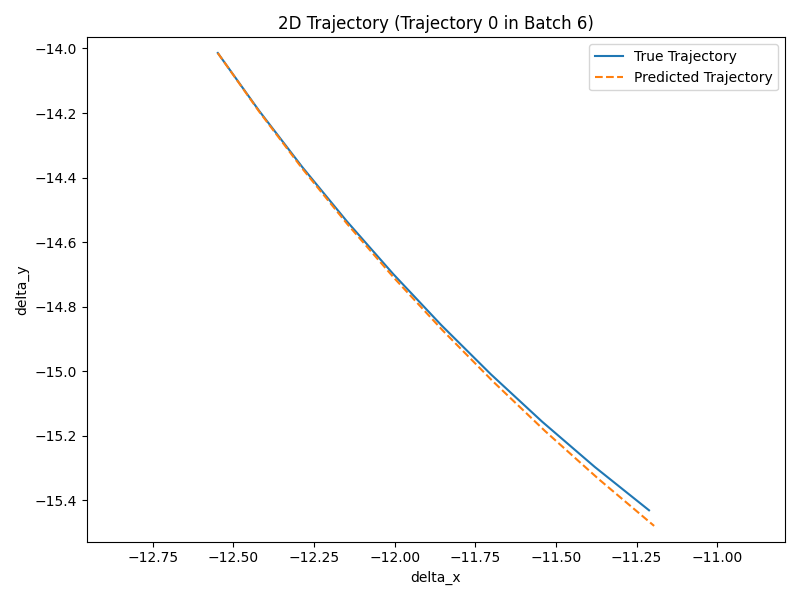 2D Trajectory (Trajectory 0 in Batch 6)
True Trajectory
Predicted Trajectory
−14.0
−14.2
−14.4
−14.6
−14.8
−15.0
−15.2
−15.4
delta_y
−12.75 −12.50 −12.25 −12.00 −11.75 −11.50 −11.25 −11.00
delta_x